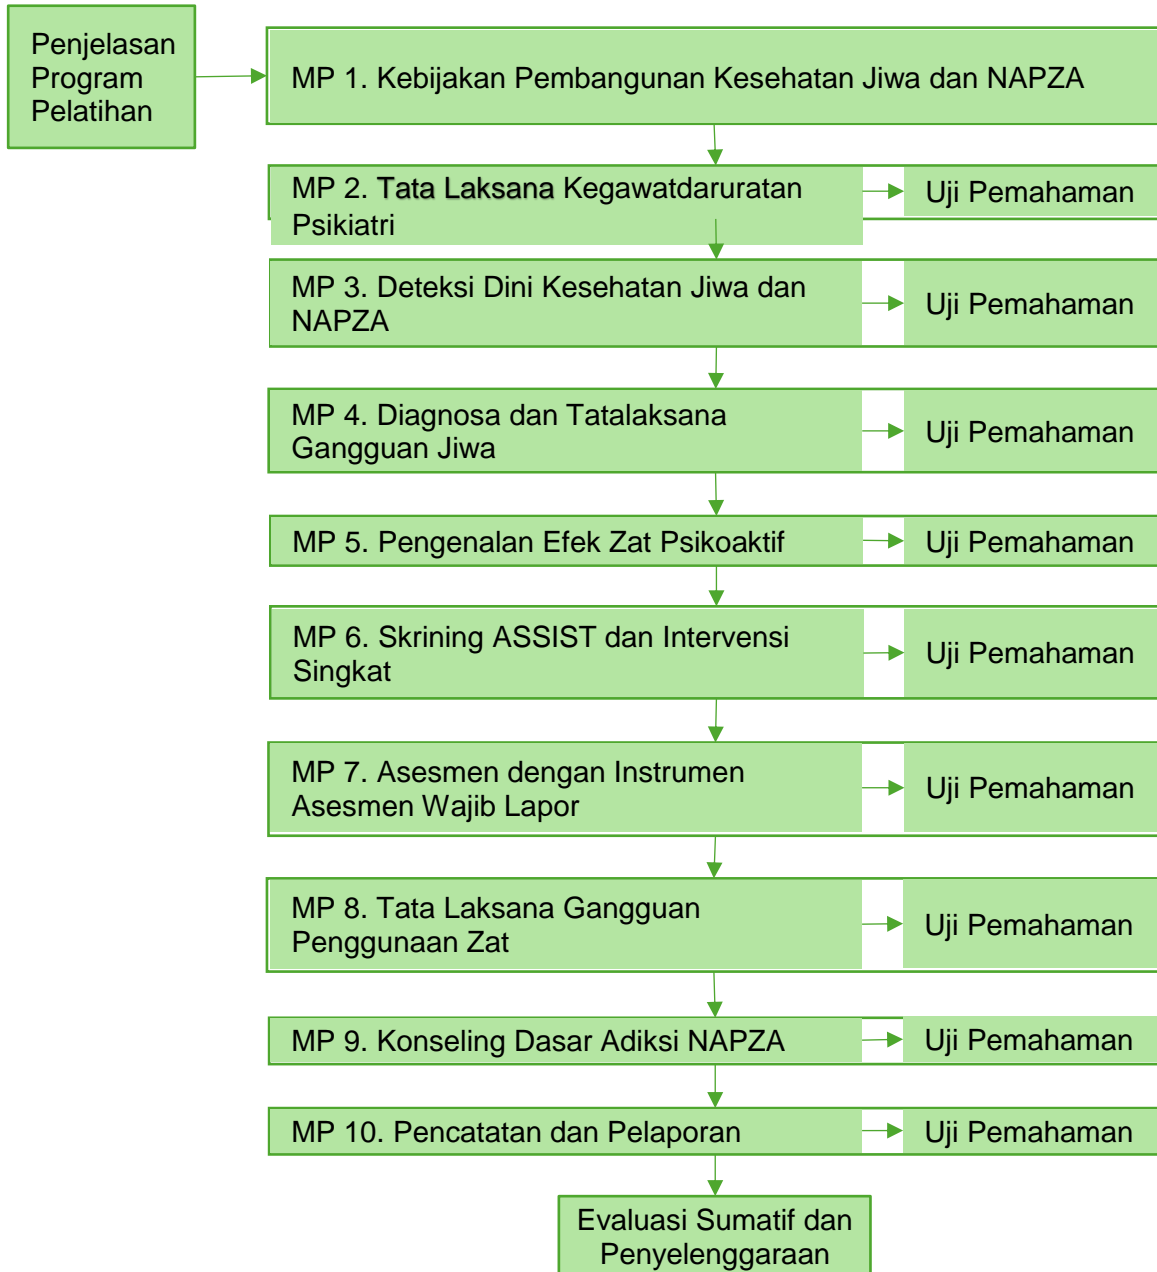 Penjelasan
Program
Pelatihan
MP 1. Kebijakan Pembangunan Kesehatan Jiwa dan NAPZA
MP 2. Tata Laksana Kegawatdaruratan
Psikiatri
Uji Pemahaman
MP 3. Deteksi Dini Kesehatan Jiwa dan
NAPZA
Uji Pemahaman
MP 4. Diagnosa dan Tatalaksana
Gangguan Jiwa
Uji Pemahaman
MP 5. Pengenalan Efek Zat Psikoaktif
Uji Pemahaman
MP 6. Skrining ASSIST dan Intervensi
Singkat
Uji Pemahaman
MP 7. Asesmen dengan Instrumen
Asesmen Wajib Lapor
Uji Pemahaman
MP 8. Tata Laksana Gangguan
Penggunaan Zat
Uji Pemahaman
MP 9. Konseling Dasar Adiksi NAPZA
Uji Pemahaman
MP 10. Pencatatan dan Pelaporan
Uji Pemahaman
Evaluasi Sumatif dan
Penyelenggaraan